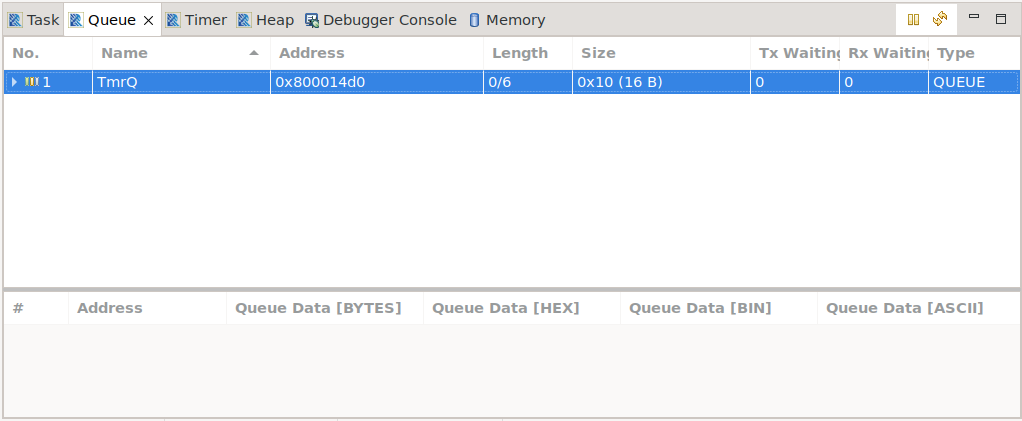 Task Queue Timer Heap Debugger Console Memory
No. Name Address Length Size Tx Waiting Rx Waiting Type
1 TmrQ 0x800014d0 0/6 0x10 (16 B) 0 0 QUEUE
# Address Queue Data [BYTES] Queue Data [HEX] Queue Data [BIN] Queue Data [ASCII]